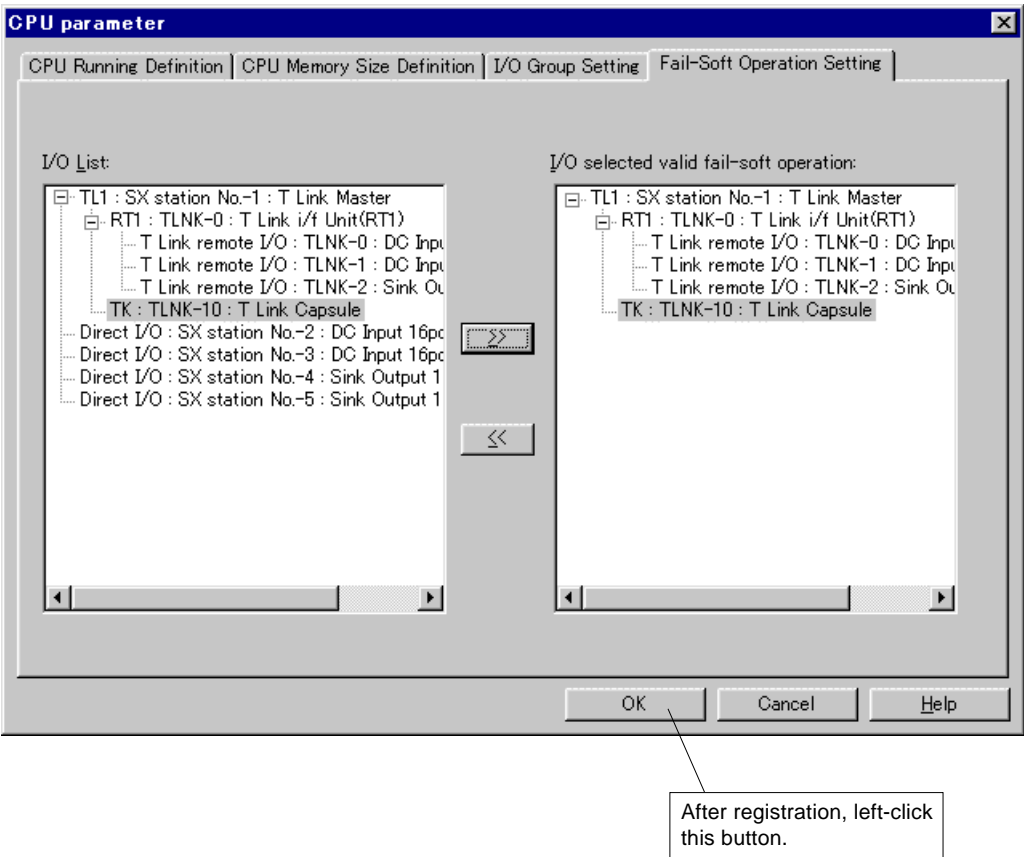 CPU parameter
CPU Running Definition
CPU Memory Size Definition
I/O Group Setting
Fail-Soft Operation Setting
I/O List:
TL1 : SX station No.-1 : T Link Master
RT1 : TLNK-0 : T Link i/f Unit(RT1)
T Link remote I/O : TLNK-0 : DC Inpu
T Link remote I/O : TLNK-1 : DC Inpu
T Link remote I/O : TLNK-2 : Sink Ou
TK : TLNK-10 : T Link Capsule
Direct I/O : SX station No.-2 : DC Input 16po
Direct I/O : SX station No.-3 : DC Input 16po
Direct I/O : SX station No.-4 : Sink Output 1
Direct I/O : SX station No.-5 : Sink Output 1
>>
<<
I/O selected valid fail-soft operation:
TL1 : SX station No.-1 : T Link Master
RT1 : TLNK-0 : T Link i/f Unit(RT1)
T Link remote I/O : TLNK-0 : DC Inpu
T Link remote I/O : TLNK-1 : DC Inpu
T Link remote I/O : TLNK-2 : Sink Ou
TK : TLNK-10 : T Link Capsule
OK
Cancel
Help
After registration, left-click
this button.